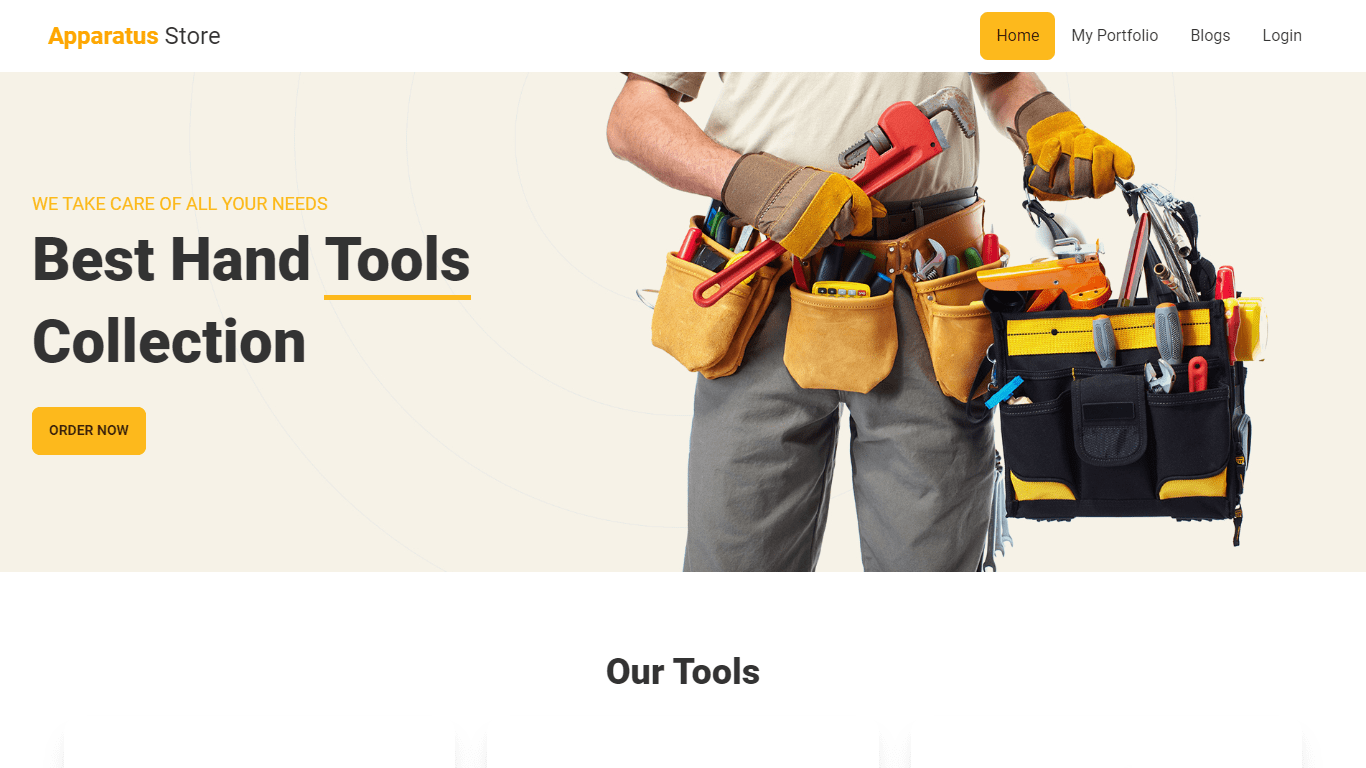 Apparatus Store
Home My Portfolio Blogs Login
WE TAKE CARE OF ALL YOUR NEEDS
Best Hand Tools
Collection
ORDER NOW
Our Tools